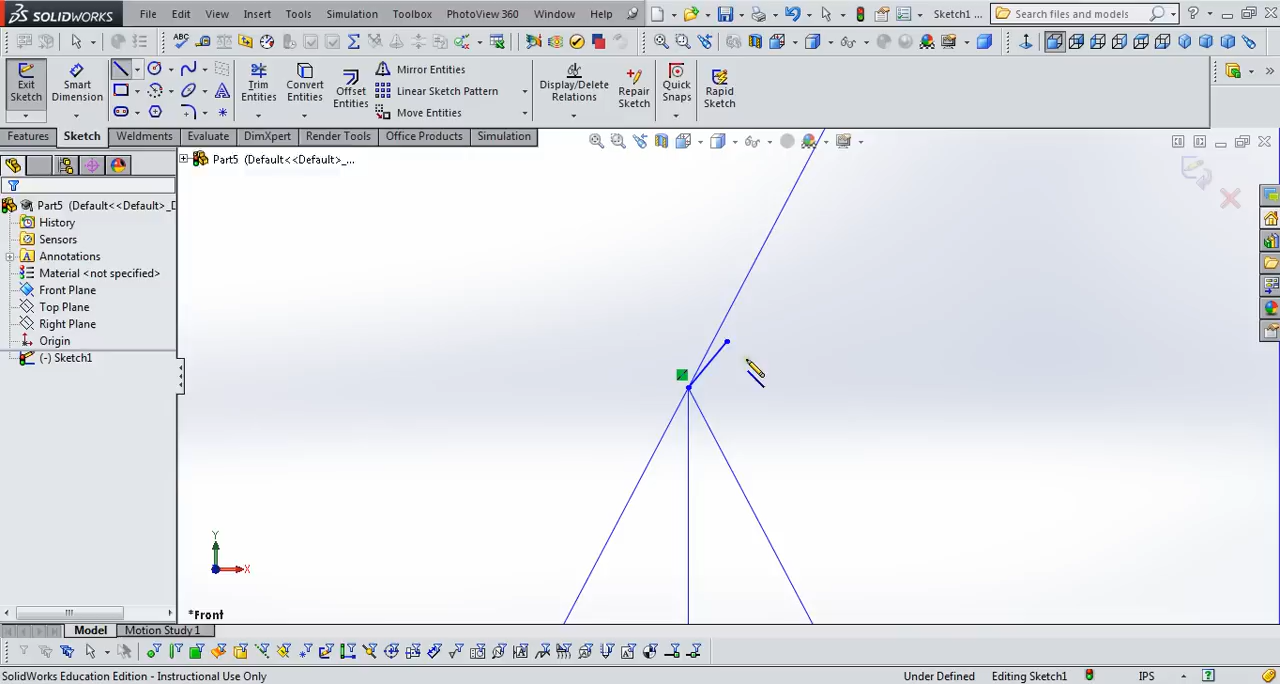 SOLIDWORKS File Edit View Insert Tools Simulation Toolbox PhotoView 360 Window Help Sketch1 ... Search files and models
Exit Sketch Smart Dimension Trim Entities Convert Entities Offset Entities Mirror Entities Linear Sketch Pattern Move Entities Display/Delete Relations Repair Sketch Quick Snaps Rapid Sketch
Features Sketch Weldments Evaluate DimXpert Render Tools Office Products Simulation
Part5 (Default<<Default>_...
Part5 (Default<<Default>_D
History
Sensors
Annotations
Material <not specified>
Front Plane
Top Plane
Right Plane
Origin
(-) Sketch1
Y
X
*Front
Model Motion Study 1
SolidWorks Education Edition - Instructional Use Only Under Defined Editing Sketch1 IPS